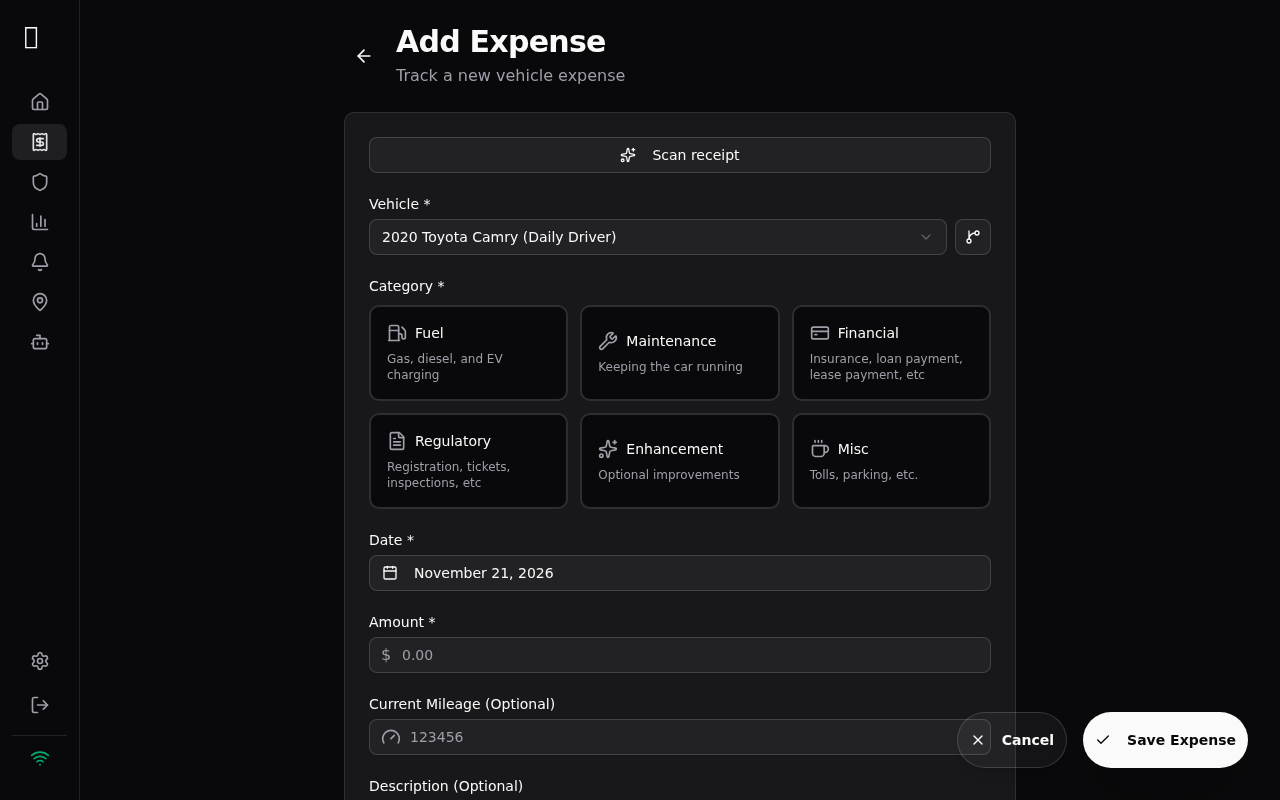 Add Expense
Track a new vehicle expense
Scan receipt
Vehicle *
2020 Toyota Camry (Daily Driver)
Category *
Fuel
Gas, diesel, and EV
charging
Maintenance
Keeping the car running
Financial
Insurance, loan payment,
lease payment, etc
Regulatory
Registration, tickets,
inspections, etc
Enhancement
Optional improvements
Misc
Tolls, parking, etc.
Date *
November 21, 2026
Amount *
$ 0.00
Current Mileage (Optional)
123456
Cancel
Save Expense
Description (Optional)